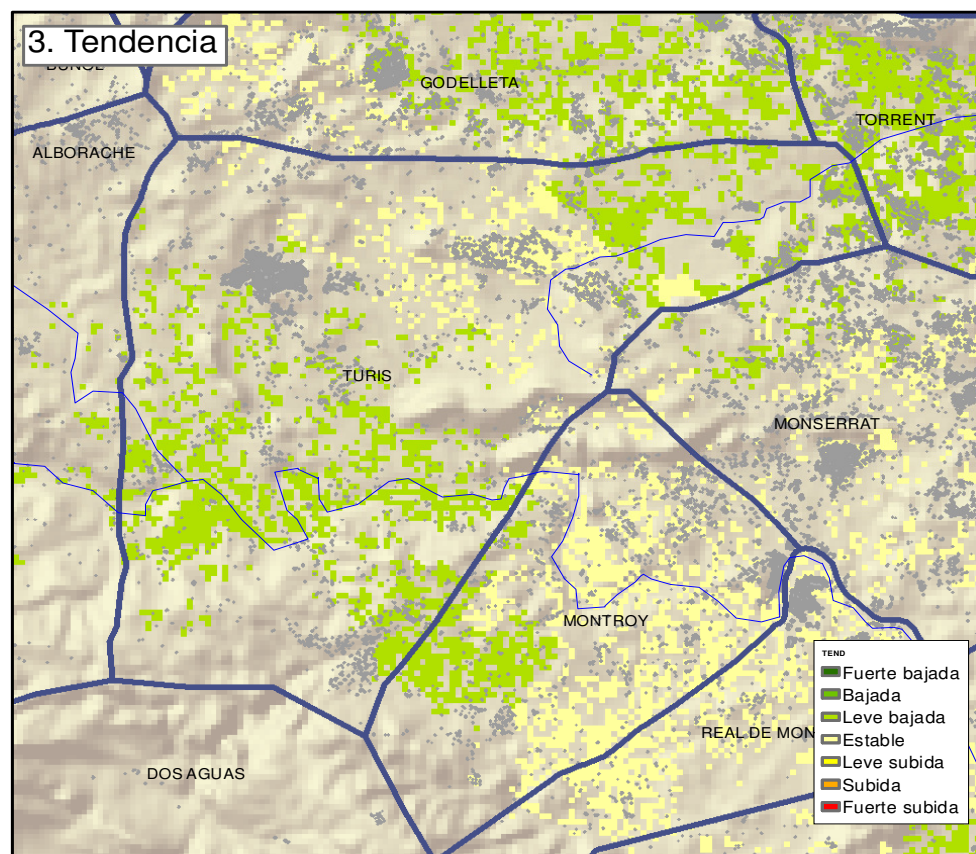 3. Tendencia
GODELLETA
TORRENT
ALBORACHE
TURIS
MONSERRAT
MONTROY
REAL DE MON
DOS AGUAS
TEND
Fuerte bajada
Bajada
Leve bajada
Estable
Leve subida
Subida
Fuerte subida